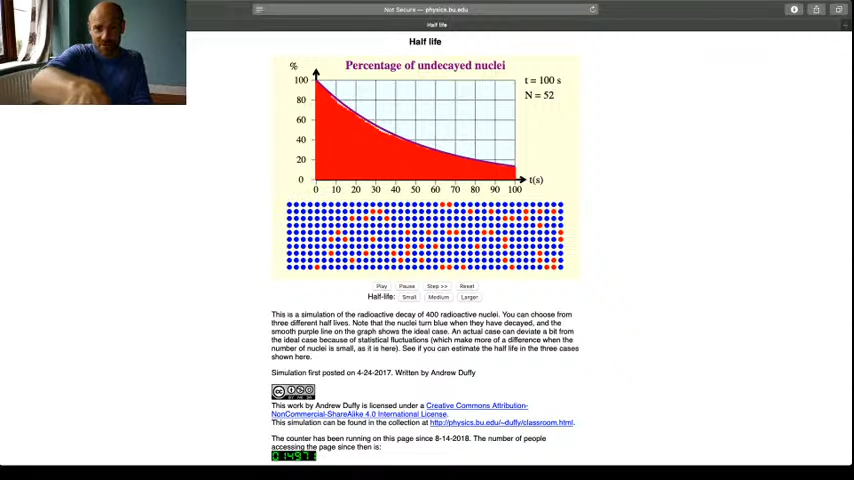 Not Secure — physics.bu.edu
Half life
Half life
Percentage of undecayed nuclei
%
100
80
60
40
20
0
0 10 20 30 40 50 60 70 80 90 100
t(s)
t = 100 s
N = 52
Play Pause Step >> Reset
Half-life: Small Medium Larger
This is a simulation of the radioactive decay of 400 radioactive nuclei. You can choose from
three different half lives. Note that the nuclei turn blue when they have decayed, and the
smooth purple line on the graph shows the ideal case. An actual case can deviate a bit from
the ideal case because of statistical fluctuations (which make more of a difference when the
number of nuclei is small, as it is here). See if you can estimate the half life in the three cases
shown here.
Simulation first posted on 4-24-2017. Written by Andrew Duffy
This work by Andrew Duffy is licensed under a Creative Commons Attribution-
NonCommercial-ShareAlike 4.0 International License.
This simulation can be found in the collection at http://physics.bu.edu/~duffy/classroom.html.
The counter has been running on this page since 8-14-2018. The number of people
accessing the page since then is: